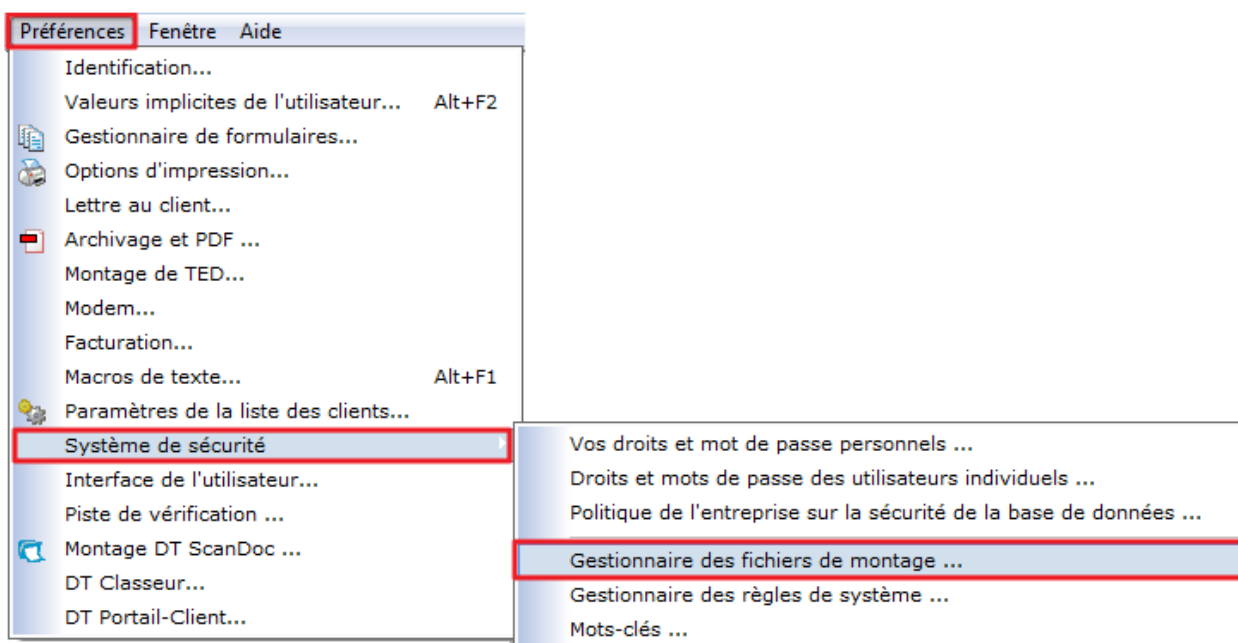 Préférences Fenêtre Aide
Identification...
Valeurs implicites de l'utilisateur... Alt+F2
Gestionnaire de formulaires...
Options d'impression...
Lettre au client...
Archivage et PDF ...
Montage de TED...
Modem...
Facturation...
Macros de texte... Alt+F1
Paramètres de la liste des clients...
Système de sécurité
Interface de l'utilisateur...
Piste de vérification ...
Montage DT ScanDoc ...
DT Classeur...
DT Portail-Client...
Vos droits et mot de passe personnels ...
Droits et mots de passe des utilisateurs individuels ...
Politique de l'entreprise sur la sécurité de la base de données ...
Gestionnaire des fichiers de montage ...
Gestionnaire des règles de système ...
Mots-clés ...